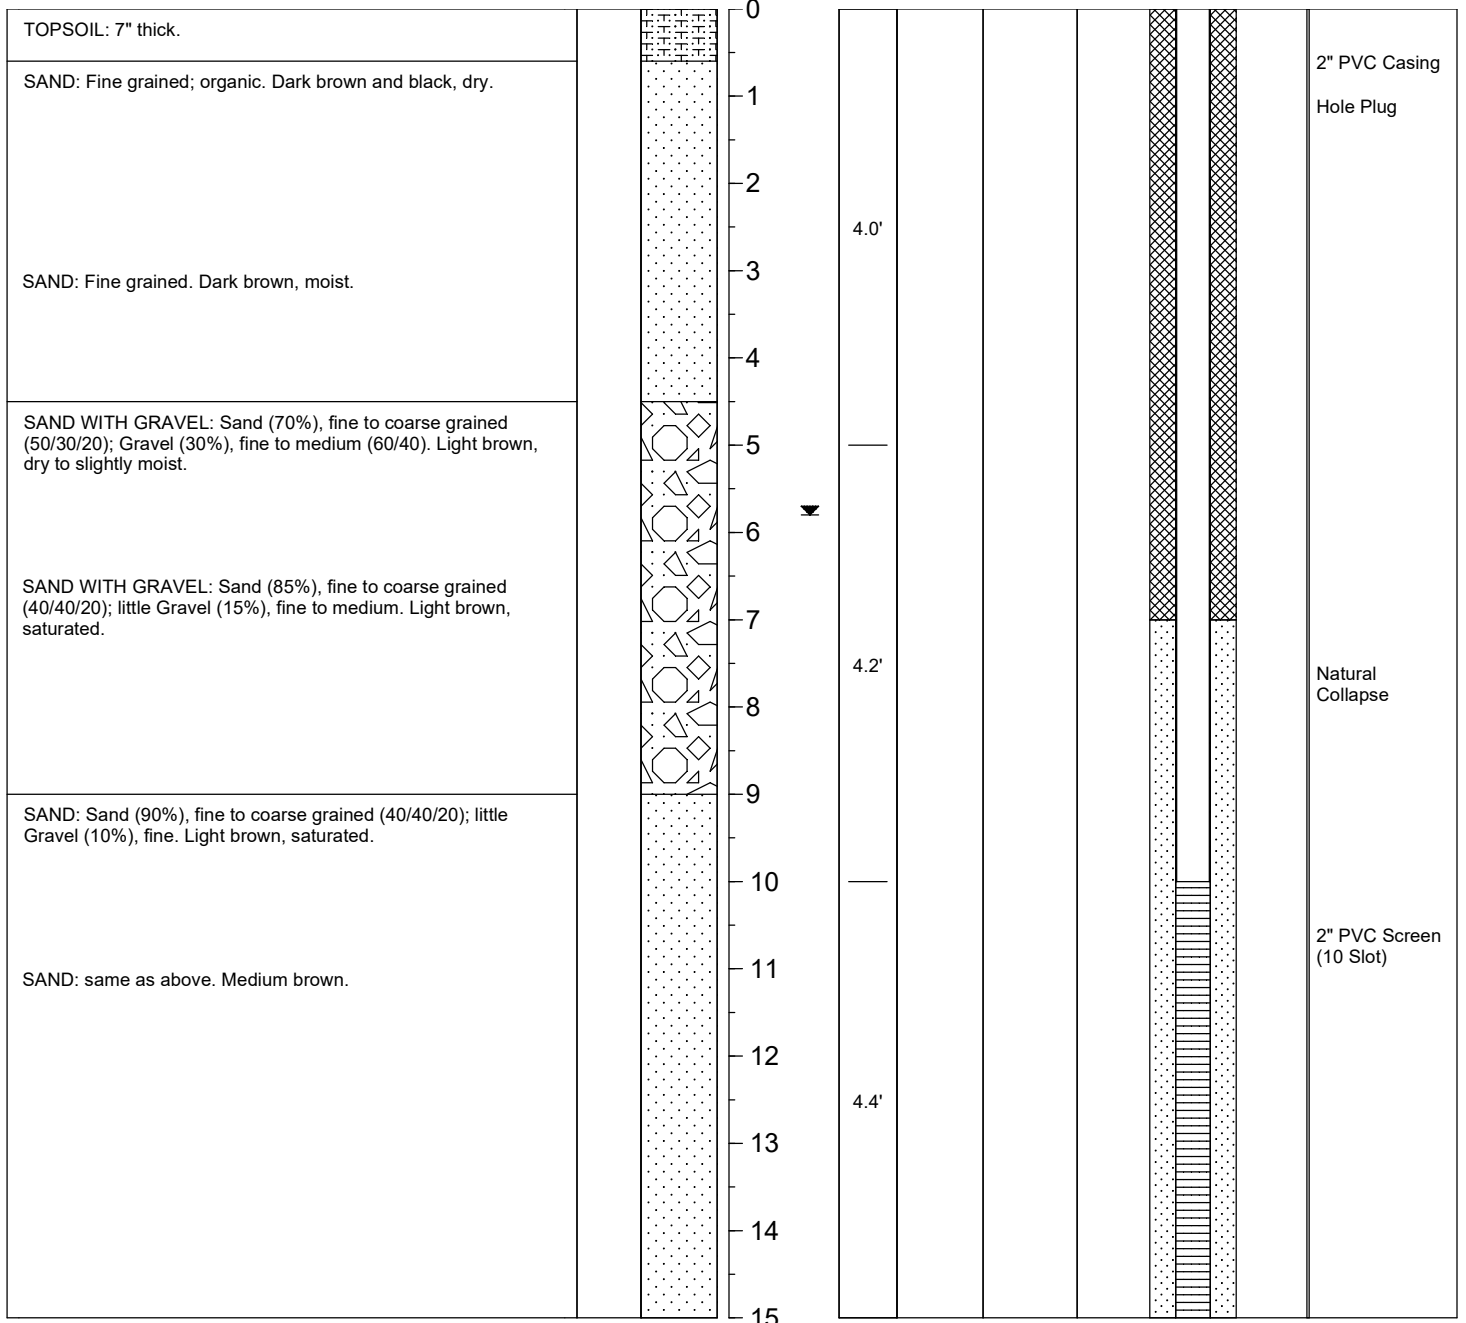 TOPSOIL: 7" thick.
SAND: Fine grained; organic. Dark brown and black, dry.
SAND: Fine grained. Dark brown, moist.
SAND WITH GRAVEL: Sand (70%), fine to coarse grained
(50/30/20); Gravel (30%), fine to medium (60/40). Light brown,
dry to slightly moist.
SAND WITH GRAVEL: Sand (85%), fine to coarse grained
(40/40/20); little Gravel (15%), fine to medium. Light brown,
saturated.
SAND: Sand (90%), fine to coarse grained (40/40/20); little
Gravel (10%), fine. Light brown, saturated.
SAND: same as above. Medium brown.
0
1
2
3
4
5
6
7
8
9
10
11
12
13
14
15
4.0'
4.2'
4.4'
2" PVC Casing
Hole Plug
Natural
Collapse
2" PVC Screen
(10 Slot)